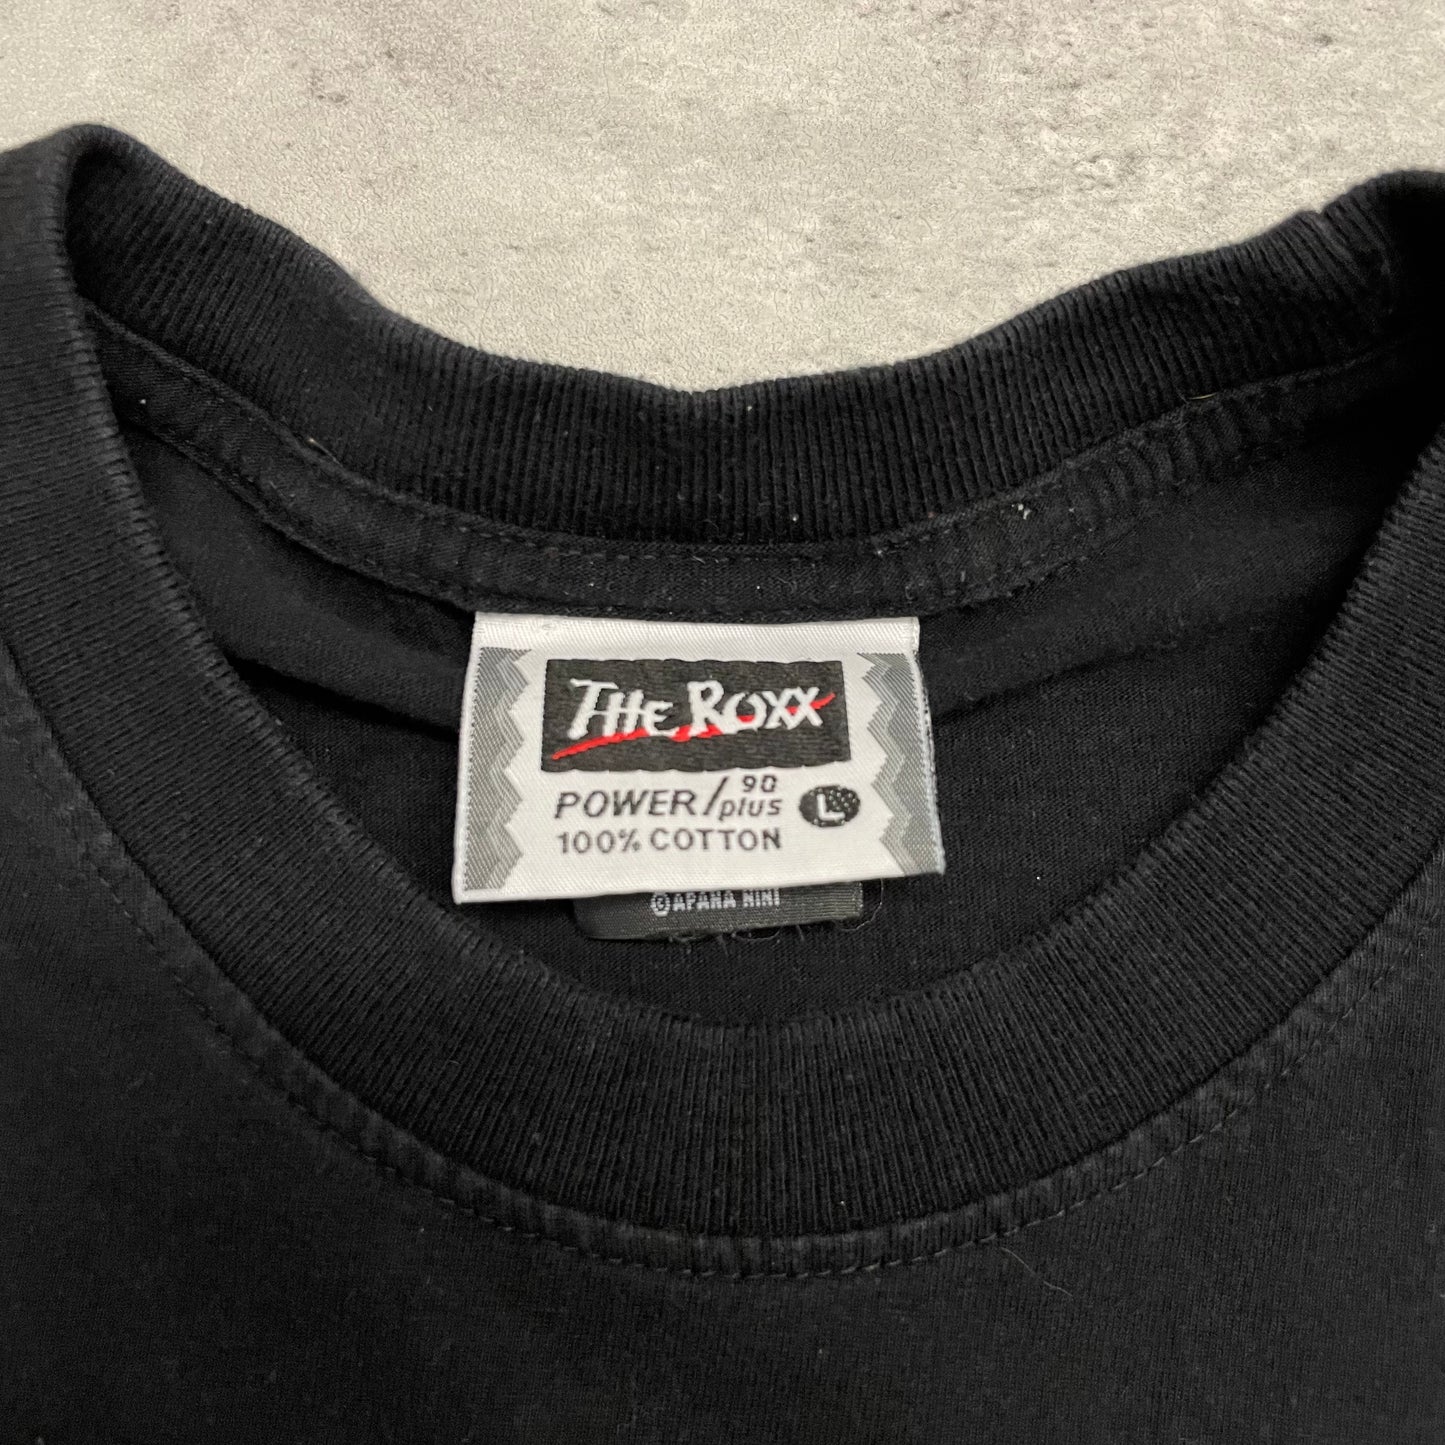 THE ROXX
POWER/90 plus L
100% COTTON
©APANA NINI